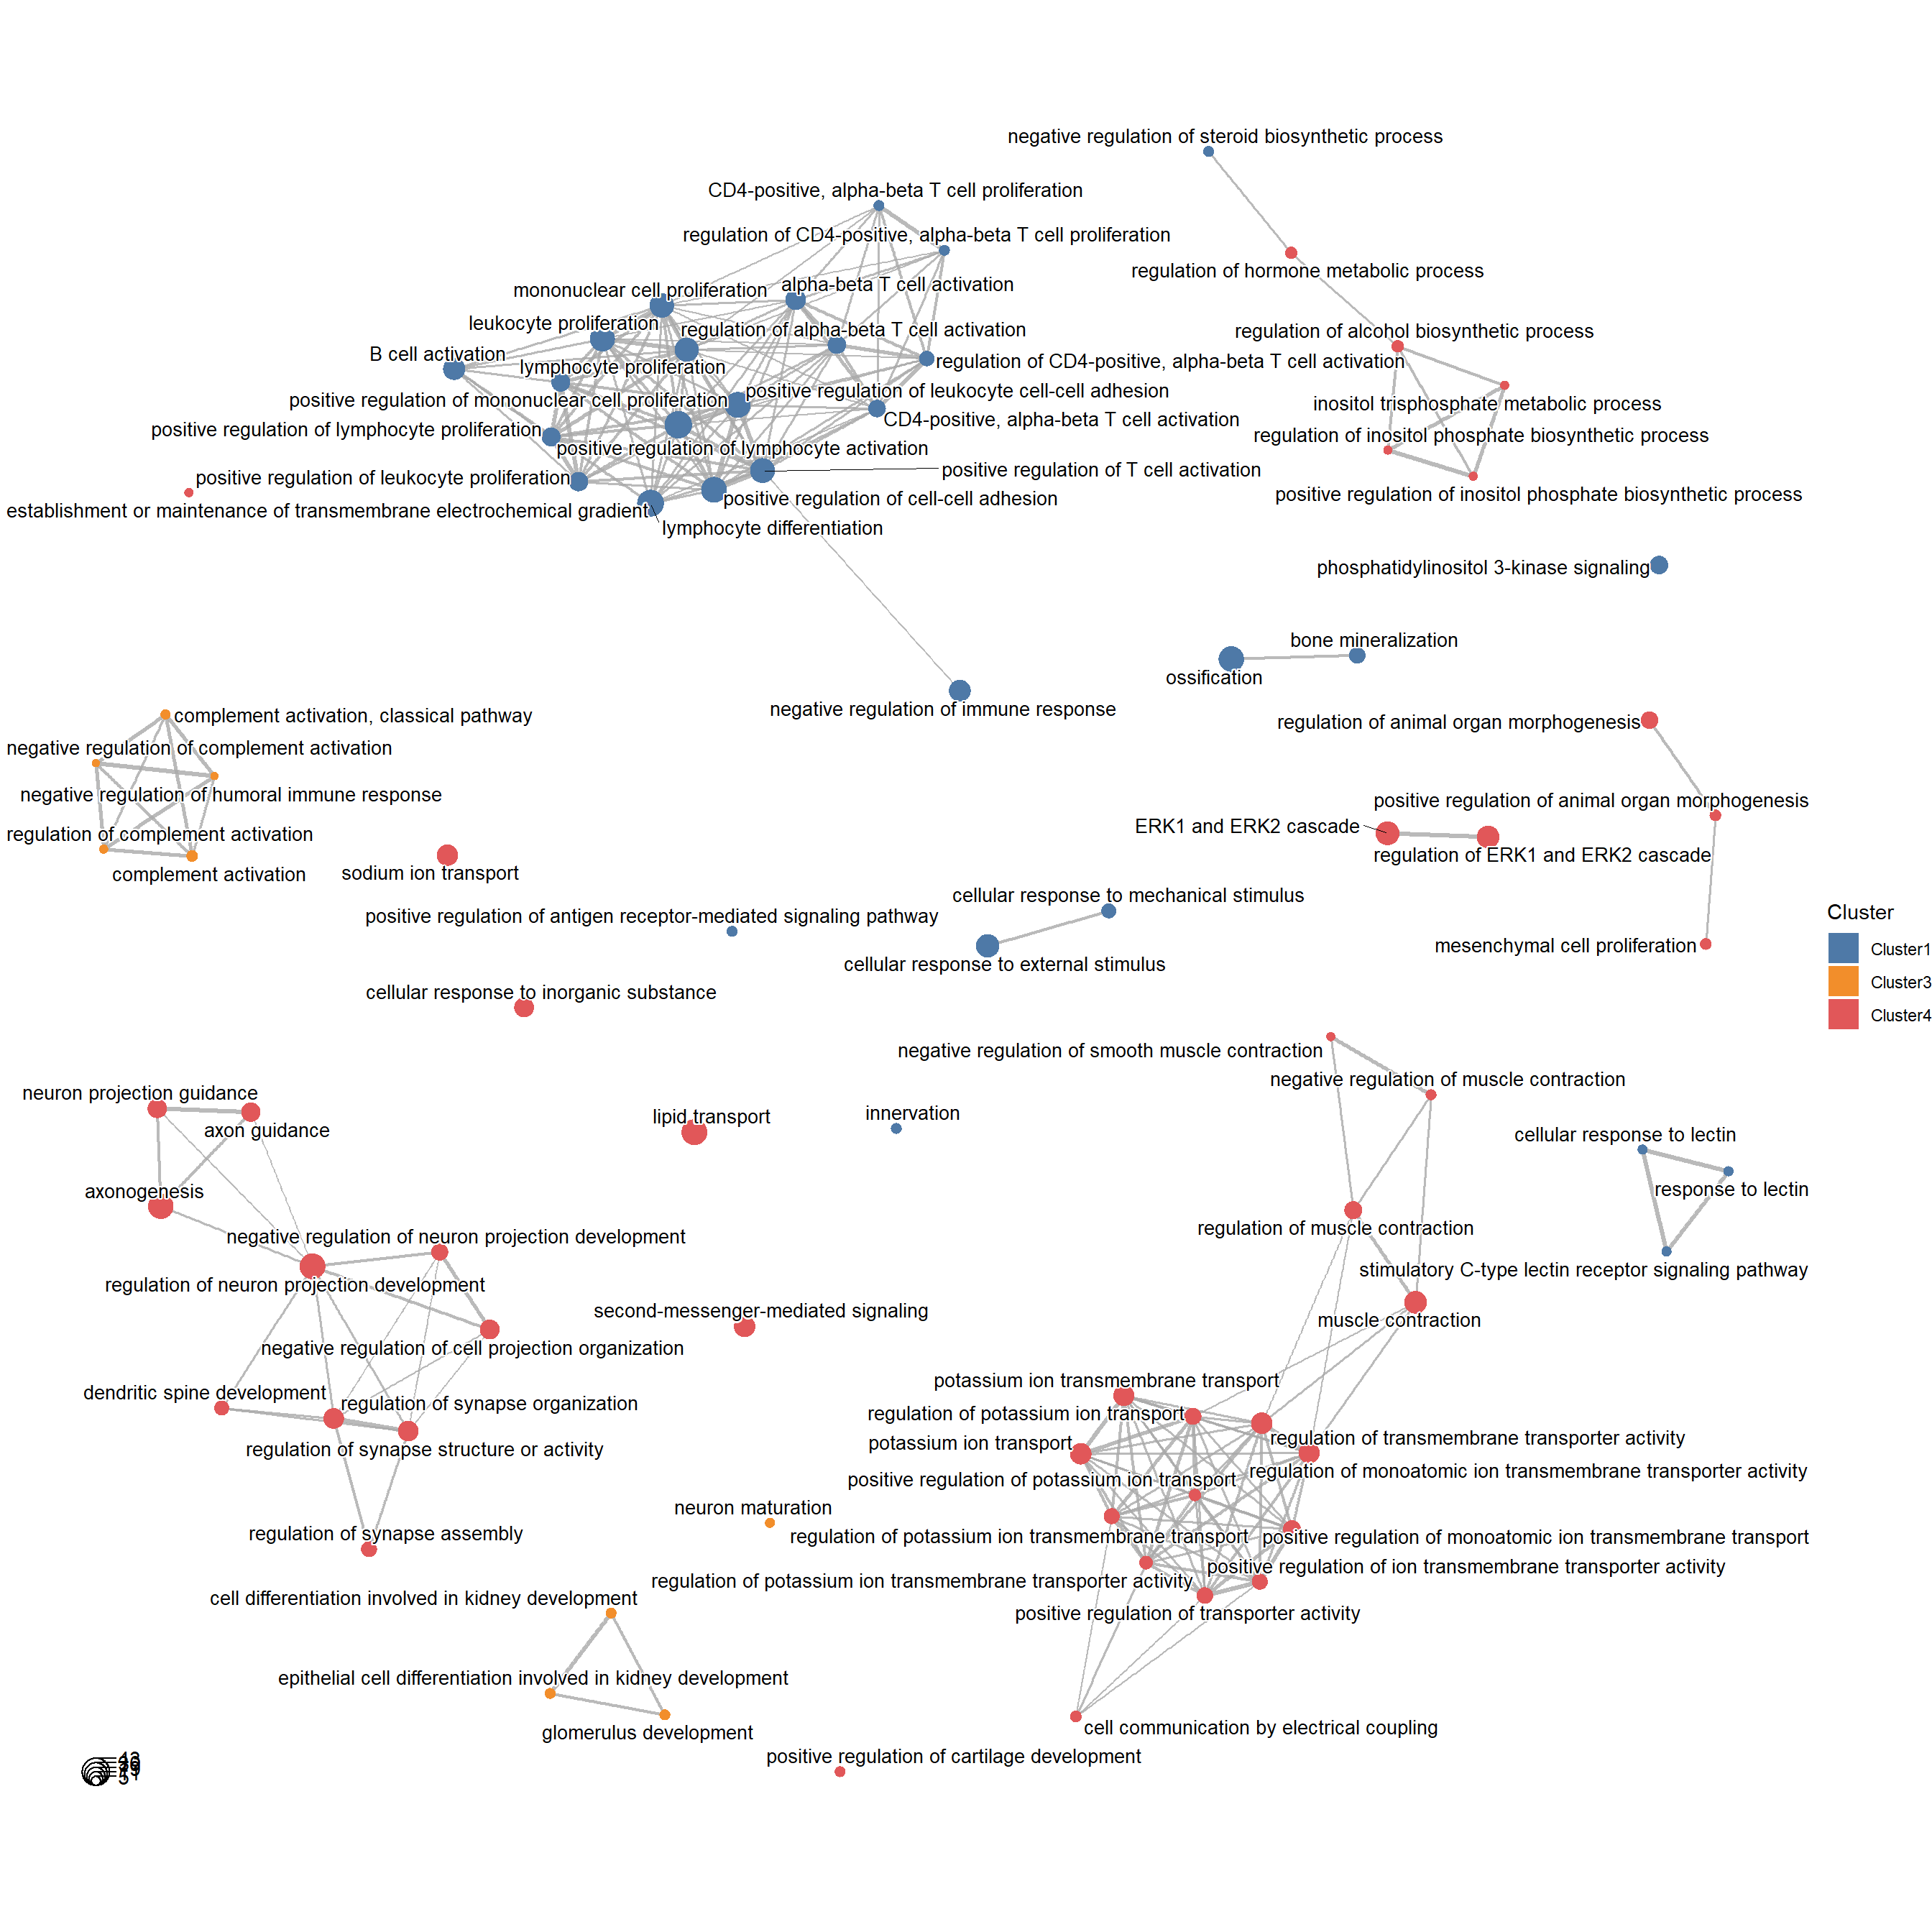 negative regulation of steroid biosynthetic process
CD4-positive, alpha-beta T cell proliferation
regulation of CD4-positive, alpha-beta T cell proliferation
regulation of hormone metabolic process
mononuclear cell proliferation
alpha-beta T cell activation
leukocyte proliferation
regulation of alpha-beta T cell activation
regulation of alcohol biosynthetic process
B cell activation
lymphocyte proliferation
regulation of CD4-positive, alpha-beta T cell activation
positive regulation of mononuclear cell proliferation
positive regulation of leukocyte cell-cell adhesion
inositol trisphosphate metabolic process
CD4-positive, alpha-beta T cell activation
positive regulation of lymphocyte proliferation
regulation of inositol phosphate biosynthetic process
positive regulation of lymphocyte activation
positive regulation of T cell activation
positive regulation of leukocyte proliferation
positive regulation of cell-cell adhesion
positive regulation of inositol phosphate biosynthetic process
establishment or maintenance of transmembrane electrochemical gradient
lymphocyte differentiation
phosphatidylinositol 3-kinase signaling
bone mineralization
ossification
negative regulation of immune response
complement activation, classical pathway
regulation of animal organ morphogenesis
negative regulation of complement activation
negative regulation of humoral immune response
positive regulation of animal organ morphogenesis
ERK1 and ERK2 cascade
regulation of complement activation
regulation of ERK1 and ERK2 cascade
complement activation
sodium ion transport
cellular response to mechanical stimulus
positive regulation of antigen receptor-mediated signaling pathway
Cluster
mesenchymal cell proliferation
Cluster1
cellular response to external stimulus
Cluster3
cellular response to inorganic substance
Cluster4
negative regulation of smooth muscle contraction
negative regulation of muscle contraction
neuron projection guidance
lipid transport
innervation
axon guidance
cellular response to lectin
axonogenesis
response to lectin
regulation of muscle contraction
negative regulation of neuron projection development
stimulatory C-type lectin receptor signaling pathway
regulation of neuron projection development
second-messenger-mediated signaling
muscle contraction
negative regulation of cell projection organization
potassium ion transmembrane transport
dendritic spine development
regulation of synapse organization
regulation of potassium ion transport
regulation of transmembrane transporter activity
potassium ion transport
regulation of synapse structure or activity
regulation of monoatomic ion transmembrane transporter activity
positive regulation of potassium ion transport
neuron maturation
regulation of synapse assembly
regulation of potassium ion transmembrane transport
positive regulation of monoatomic ion transmembrane transport
positive regulation of ion transmembrane transporter activity
regulation of potassium ion transmembrane transporter activity
cell differentiation involved in kidney development
positive regulation of transporter activity
epithelial cell differentiation involved in kidney development
glomerulus development
cell communication by electrical coupling
positive regulation of cartilage development